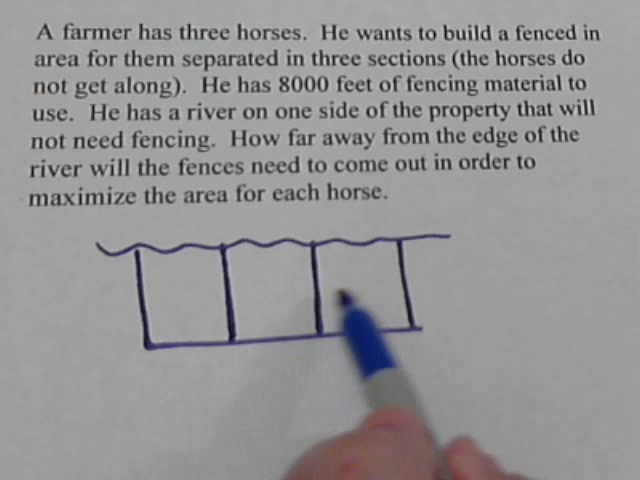 A farmer has three horses.  He wants to build a fenced in
area for them separated in three sections (the horses do
not get along).  He has 8000 feet of fencing material to
use.  He has a river on one side of the property that will
not need fencing.  How far away from the edge of the
river will the fences need to come out in order to
maximize the area for each horse.